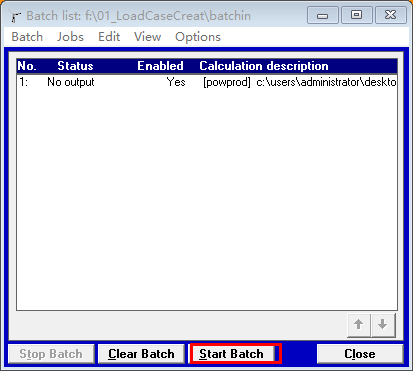 Batch list: f:\01_LoadCaseCreat\batchin
Batch Jobs Edit View Options
No. Status Enabled Calculation description
1: No output Yes [powprod] c:\users\administrator\deskto
Stop Batch Clear Batch Start Batch Close